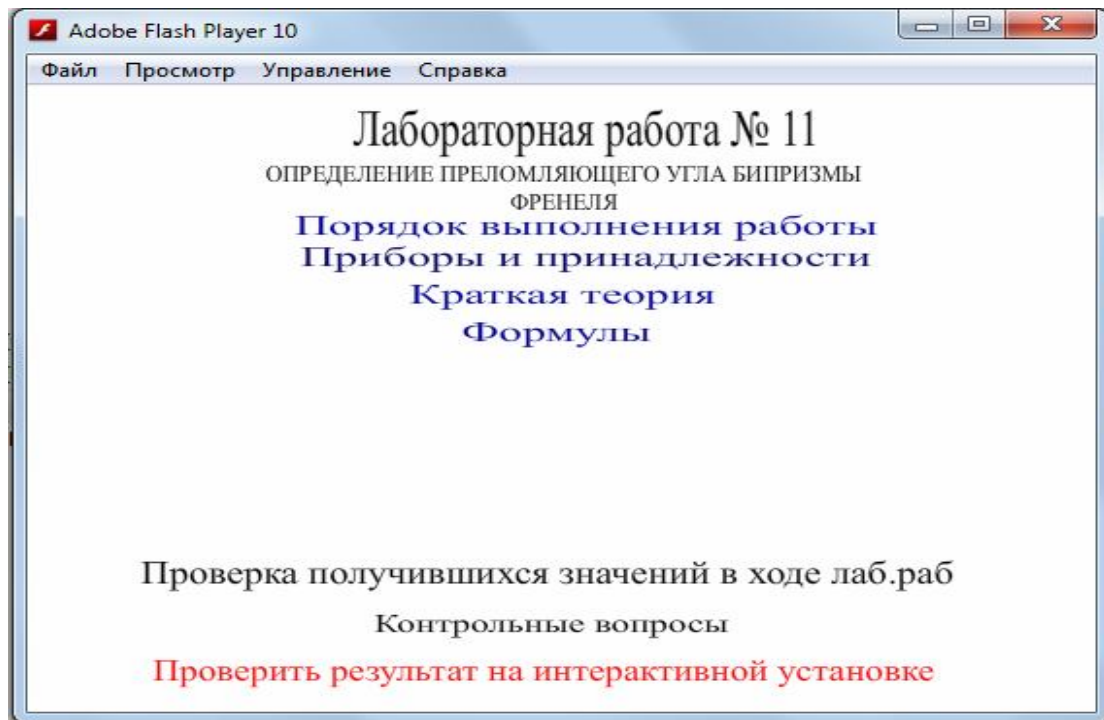 Adobe Flash Player 10
Файл Просмотр Управление Справка
Лабораторная работа № 11
ОПРЕДЕЛЕНИЕ ПРЕЛОМЛЯЮЩЕГО УГЛА БИПРИЗМЫ
ФРЕНЕЛЯ
Порядок выполнения работы
Приборы и принадлежности
Краткая теория
Формулы
Проверка получившихся значений в ходе лаб.раб
Контрольные вопросы
Проверить результат на интерактивной установке